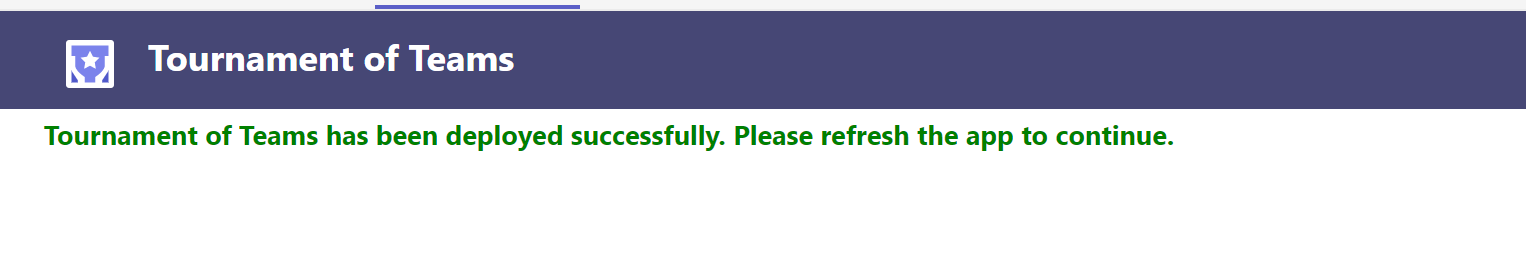 Tournament of Teams
Tournament of Teams has been deployed successfully. Please refresh the app to continue.